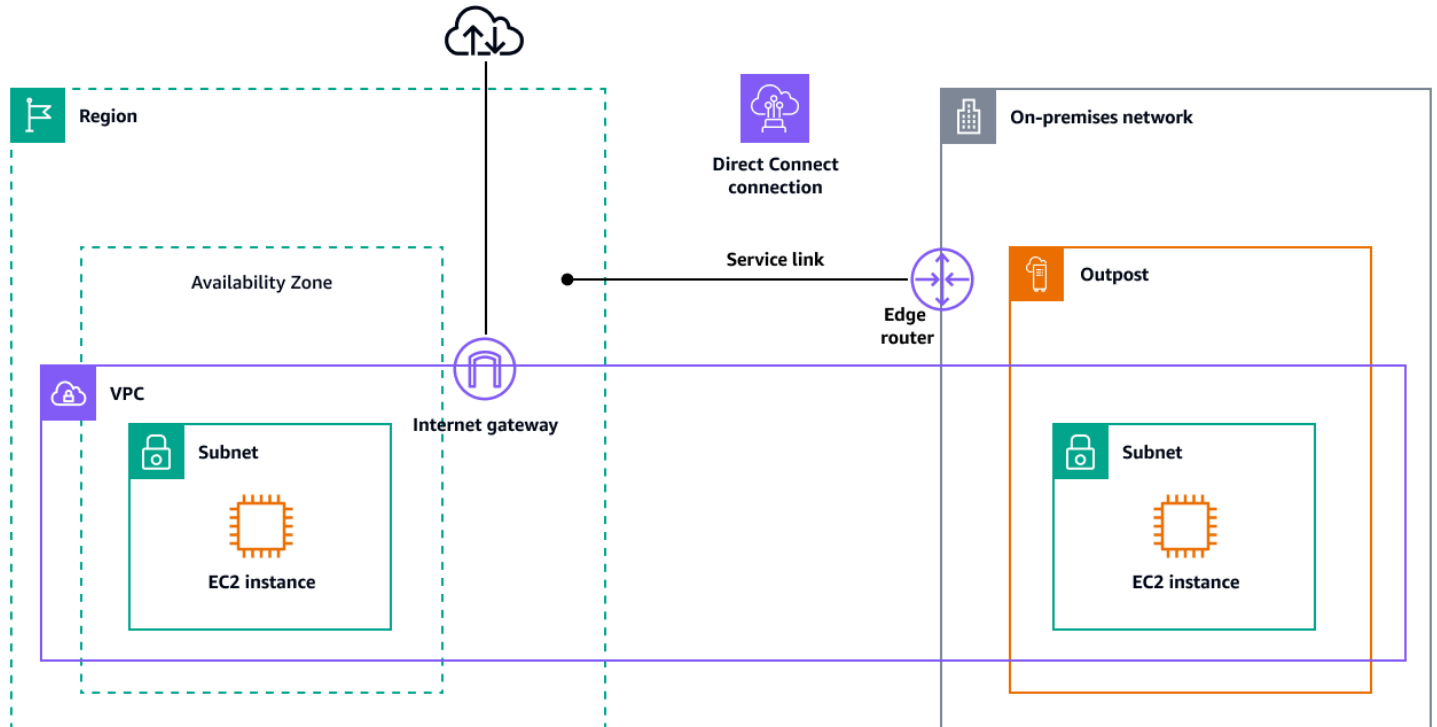 Region
Direct Connect
connection
On-premises network
Availability Zone
Service link
Edge
router
Outpost
VPC
Internet gateway
Subnet
EC2 instance
Subnet
EC2 instance